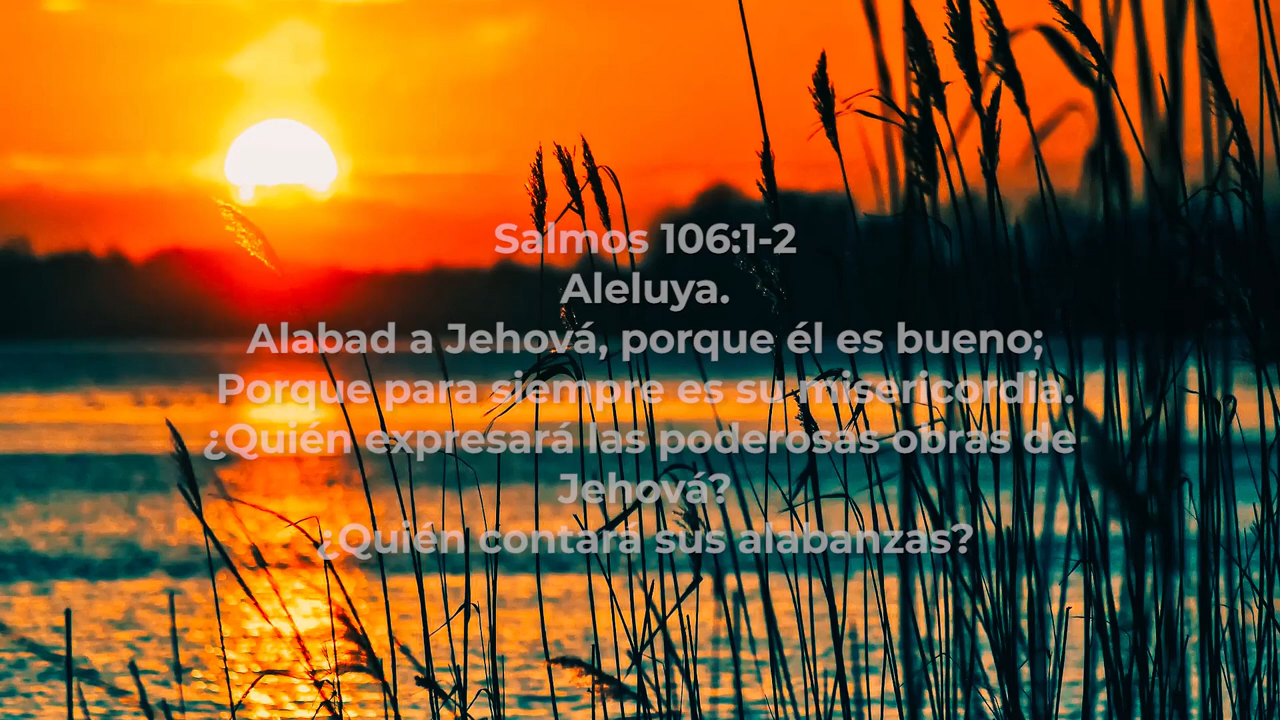 Salmos 106:1-2
Aleluya.
Alabad a Jehová, porque él es bueno;
Porque para siempre es su misericordia.
¿Quién expresará las poderosas obras de
Jehová?
¿Quién contará sus alabanzas?